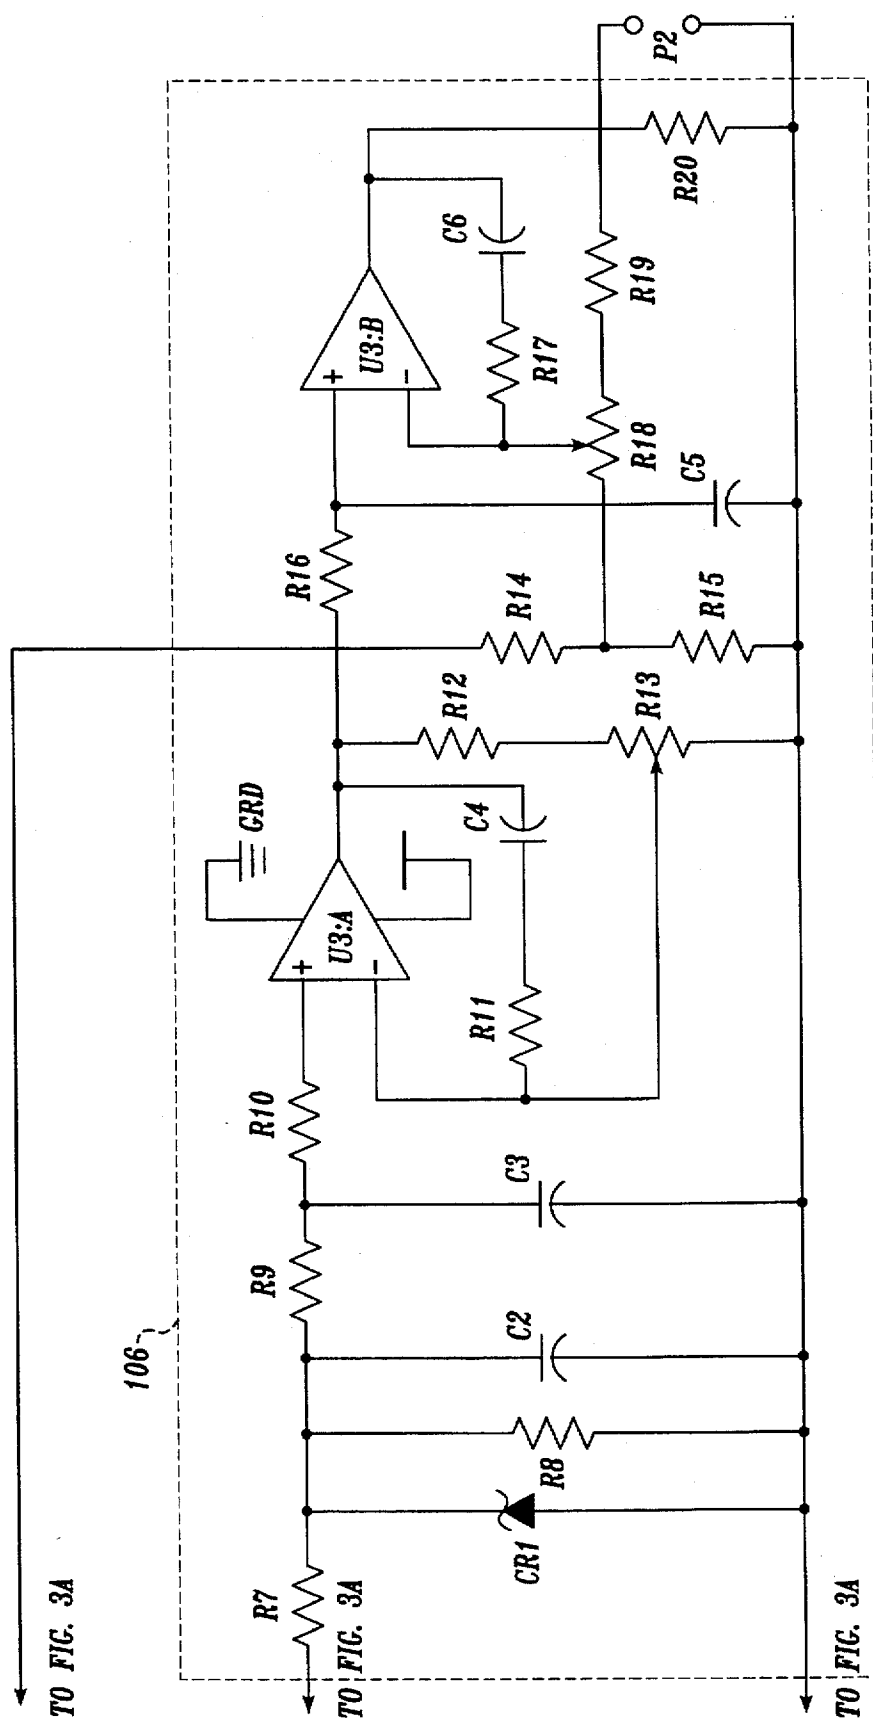 P2
R20
C6
R19
U3:B
+
-
R17
R18
C5
R16
R14
R15
R12
R13
GRD
C4
U3:A
+
-
R11
R10
C3
R9
C2
106
R8
CR1
R7
TO FIG. 3A
TO FIG. 3A
TO FIG. 3A